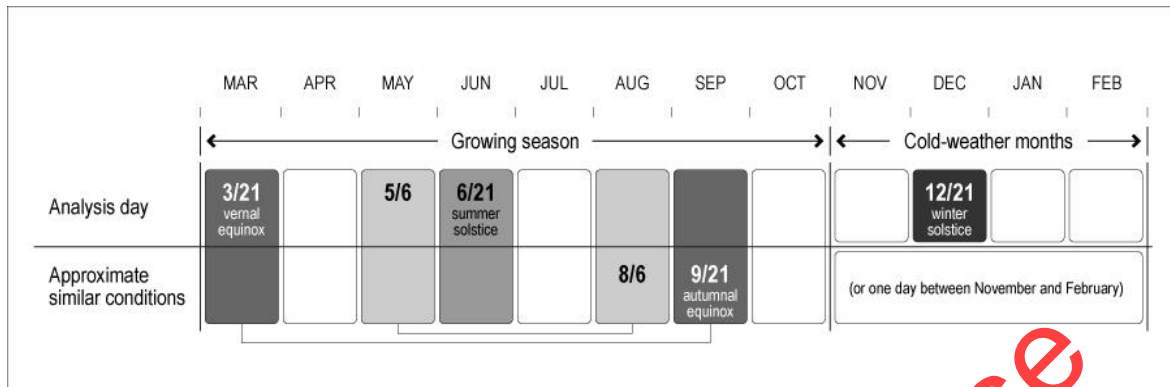 MAR APR MAY JUN JUL AUG SEP OCT NOV DEC JAN FEB
Growing season Cold-weather months
Analysis day
3/21
vernal
equinox
5/6
6/21
summer
solstice
12/21
winter
solstice
Approximate
similar conditions
8/6
9/21
autumnal
equinox
(or one day between November and February)